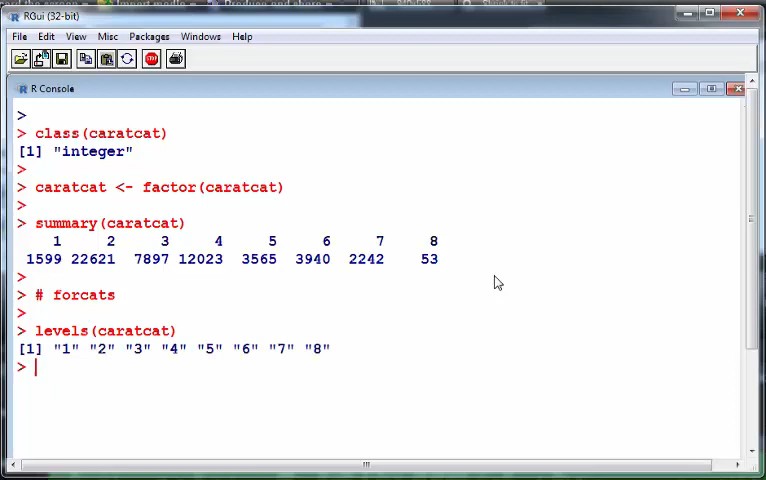 RGui (32-bit)
File Edit View Misc Packages Windows Help
STOP
R Console
>
> class(caratcat)
[1] "integer"
>
> caratcat <- factor(caratcat)
>
> summary(caratcat)
1 2 3 4 5 6 7 8
1599 22621 7897 12023 3565 3940 2242 53
>
> # forcats
>
> levels(caratcat)
[1] "1" "2" "3" "4" "5" "6" "7" "8"
>